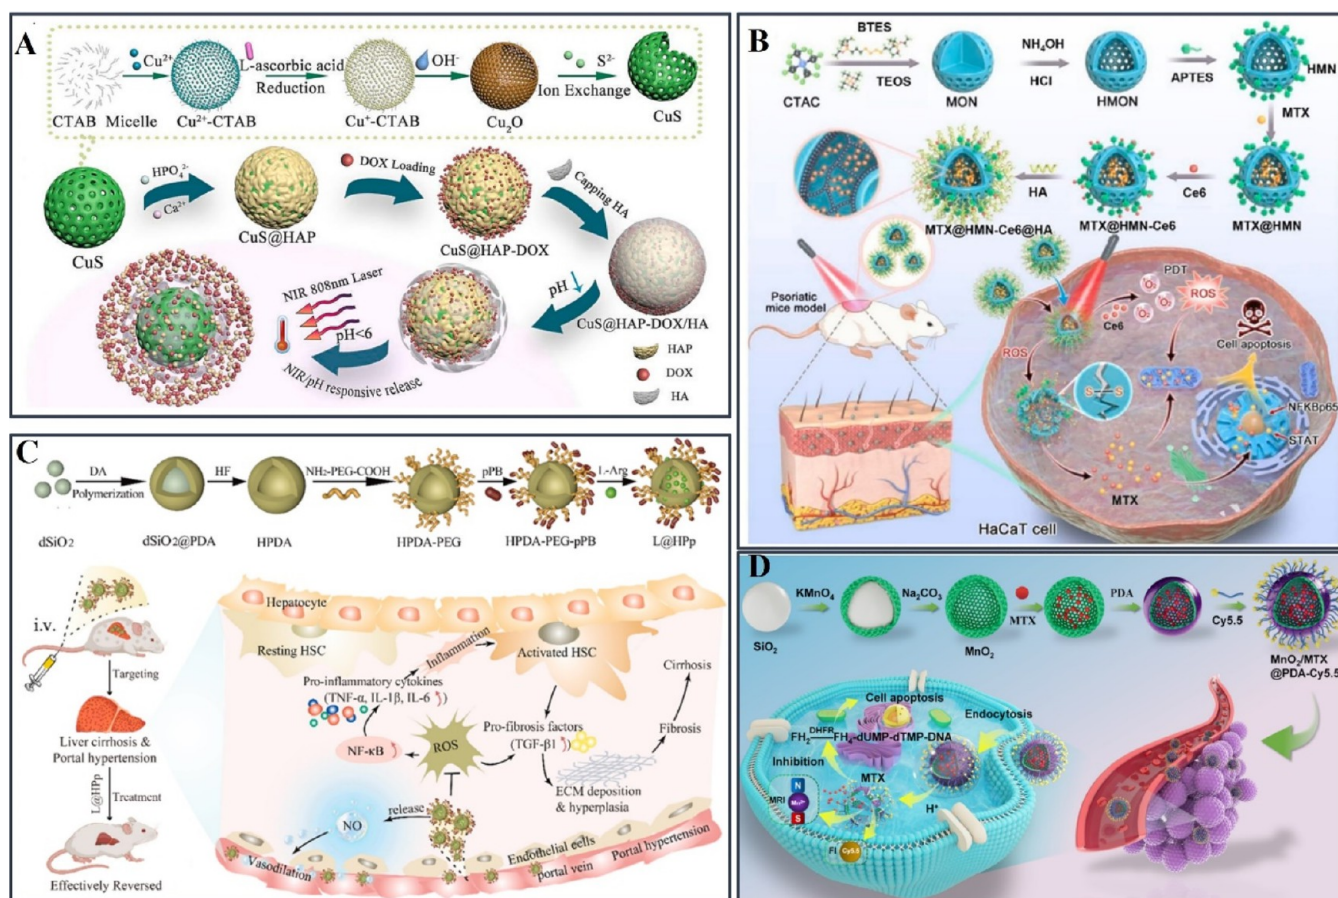 A
Cu²⁺
L-ascorbic acid
Reduction
OH⁻
S²⁻
Ion Exchange
CTAB Micelle
Cu²⁺-CTAB
Cu⁺-CTAB
Cu₂O
CuS
HPO₄²⁻
Ca²⁺
DOX Loading
Capping HA
CuS
CuS@HAP
CuS@HAP-DOX
CuS@HAP-DOX/HA
pH
NIR 808nm Laser
pH<6
NIR/pH responsive release
HAP
DOX
HA
B
BTES
TEOS
NH₄OH
HCl
APTES
CTAC
MON
HMON
HMN
MTX
HA
Ce6
MTX@HMN-Ce6@HA
MTX@HMN-Ce6
MTX@HMN
Psoriatic
mice model
PDT
ROS
Ce6
Cell apoptosis
ROS
S-S
NFKBp65
STAT
MTX
HaCaT cell
C
DA
Polymerization
HF
NH₂-PEG-COOH
pPB
L-Arg
dSiO2
dSiO₂@PDA
HPDA
HPDA-PEG
HPDA-PEG-pPB
L@HPp
i.v.
Targeting
Liver cirrhosis &
Portal hypertension
L@HPp
Treatment
Effectively Reversed
Hepatocyte
Resting HSC
Inflammation
Activated HSC
Cirrhosis
Pro-inflammatory cytokines
(TNF-α, IL-1β, IL-6 )
Pro-fibrosis factors
(TGF-β1 )
Fibrosis
NF-κB
ROS
ECM deposition
& hyperplasia
release
NO
Vasodilation
Endothelial cells
portal vein
Portal hypertension
D
KMnO₄
Na₂CO₃
MTX
PDA
Cy5.5
SiO₂
MnO₂
MnO₂/MTX
@PDA-Cy5.5
Cell apoptosis
Endocytosis
DHFR
FH₂ FH₄-dUMP-dTMP-DNA
Inhibition
MTX
N
MRI
Mn²⁺
S
H⁺
FI
Cy5.5